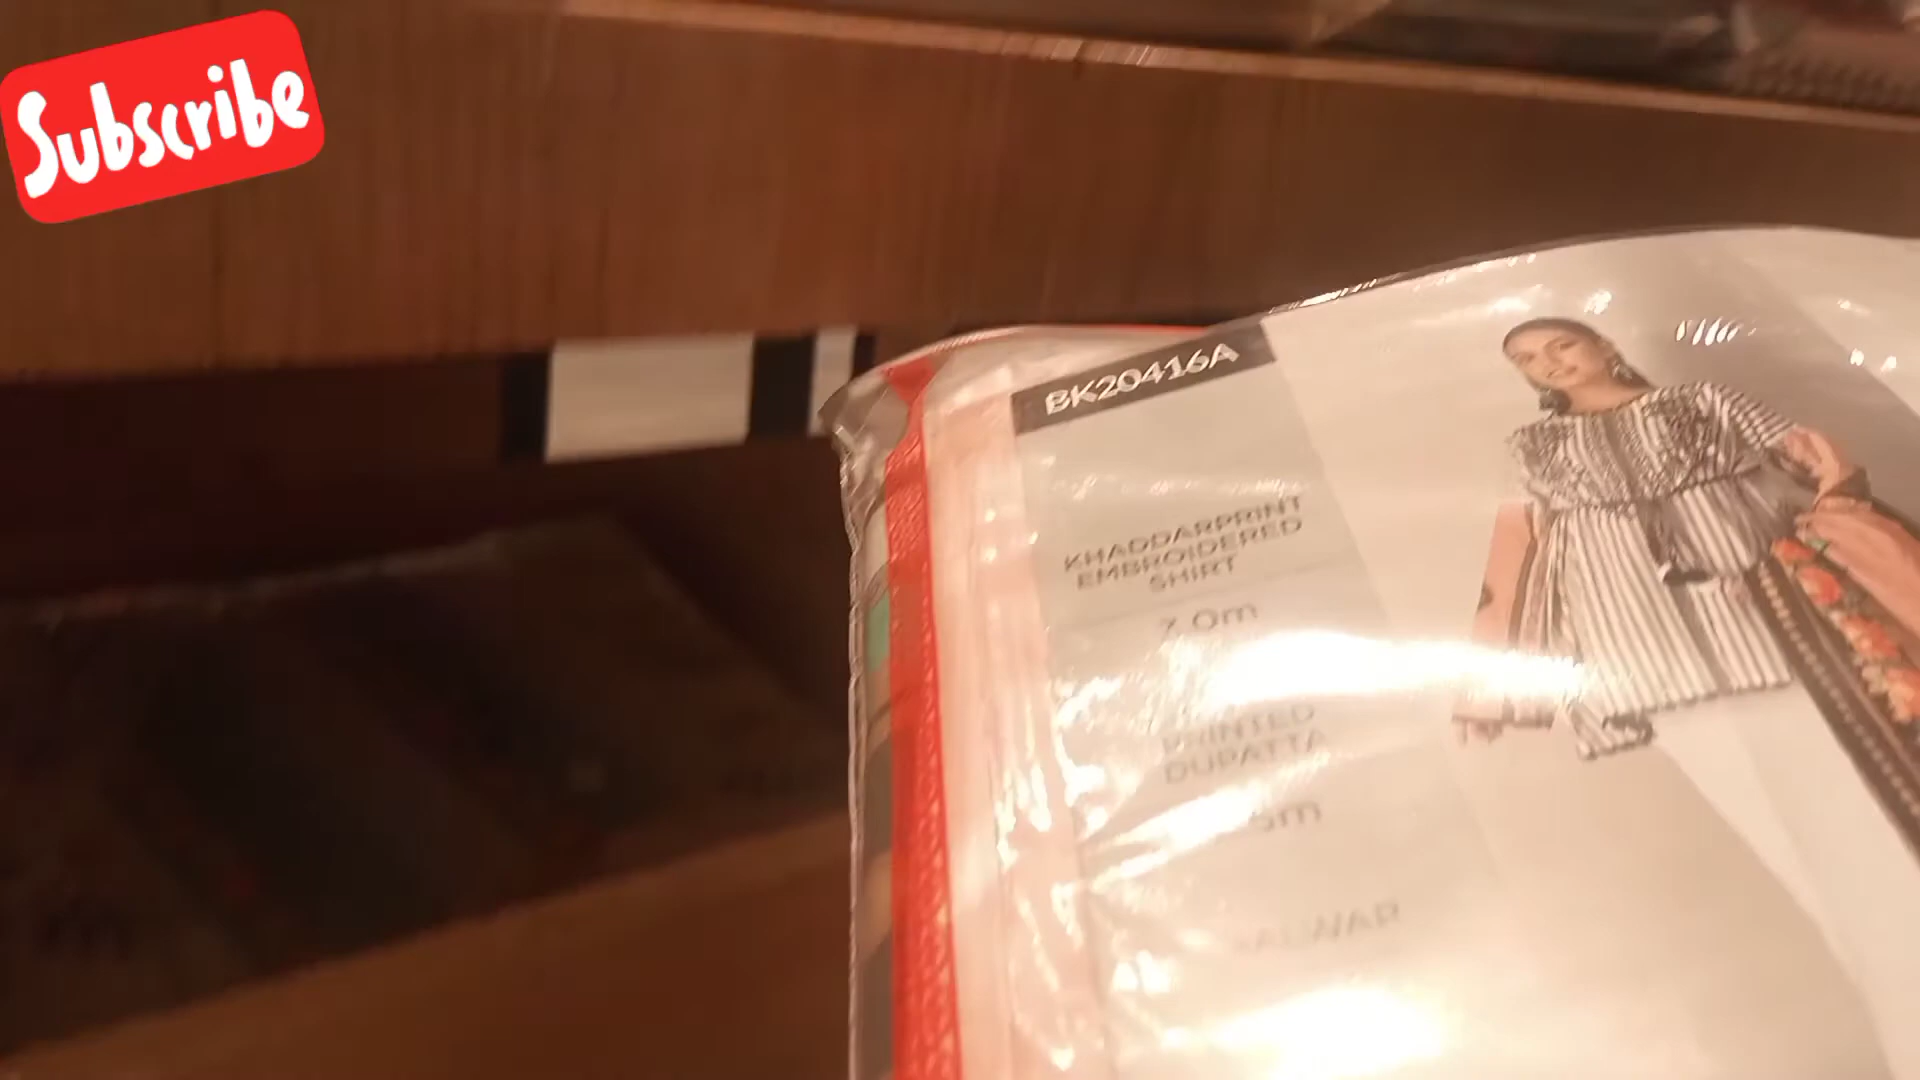 Subscribe
BK20416A
KHADDARPRINT
EMBROIDERED
SHIRT
PRINTED
DUPATTA